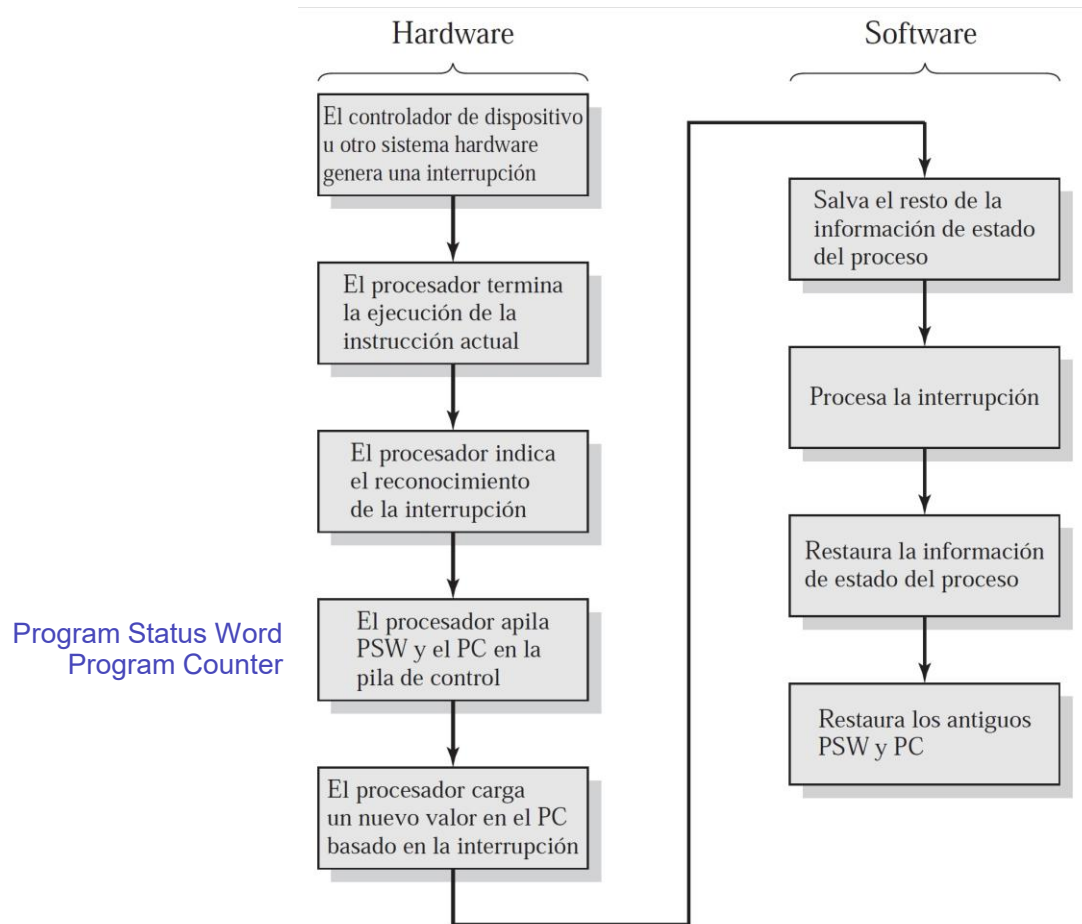 Hardware
Software
El controlador de dispositivo
u otro sistema hardware
genera una interrupción
El procesador termina
la ejecución de la
instrucción actual
El procesador indica
el reconocimiento
de la interrupción
Program Status Word
Program Counter
El procesador apila
PSW y el PC en la
pila de control
El procesador carga
un nuevo valor en el PC
basado en la interrupción
Salva el resto de la
información de estado
del proceso
Procesa la interrupción
Restaura la información
de estado del proceso
Restaura los antiguos
PSW y PC